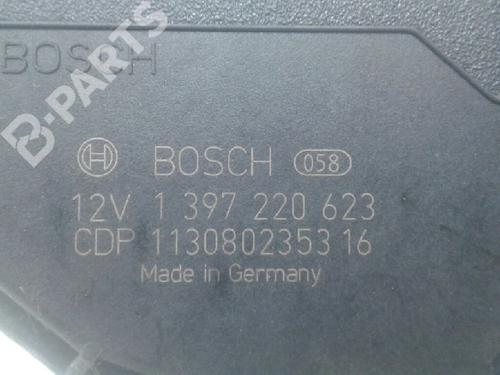 BOSCH
B-PARTS
BOSCH 058
12V 1 397 220 623
CDP 113080235316
Made in Germany